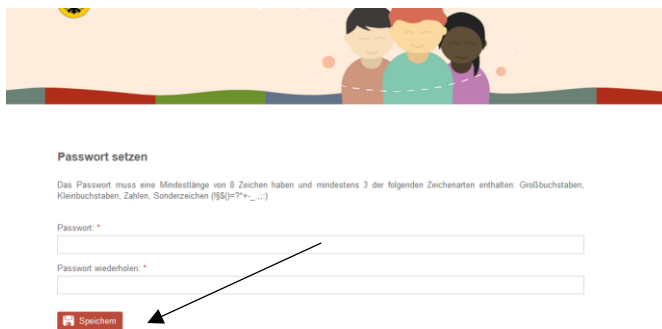 Passwort setzen
Das Passwort muss eine Mindestlänge von 8 Zeichen haben und mindestens 3 der folgenden Zeichenarten enthalten: Großbuchstaben,
Kleinbuchstaben, Zahlen, Sonderzeichen (!§$()=?*+-_.,;:)
Passwort: *
Passwort wiederholen: *
Speichern